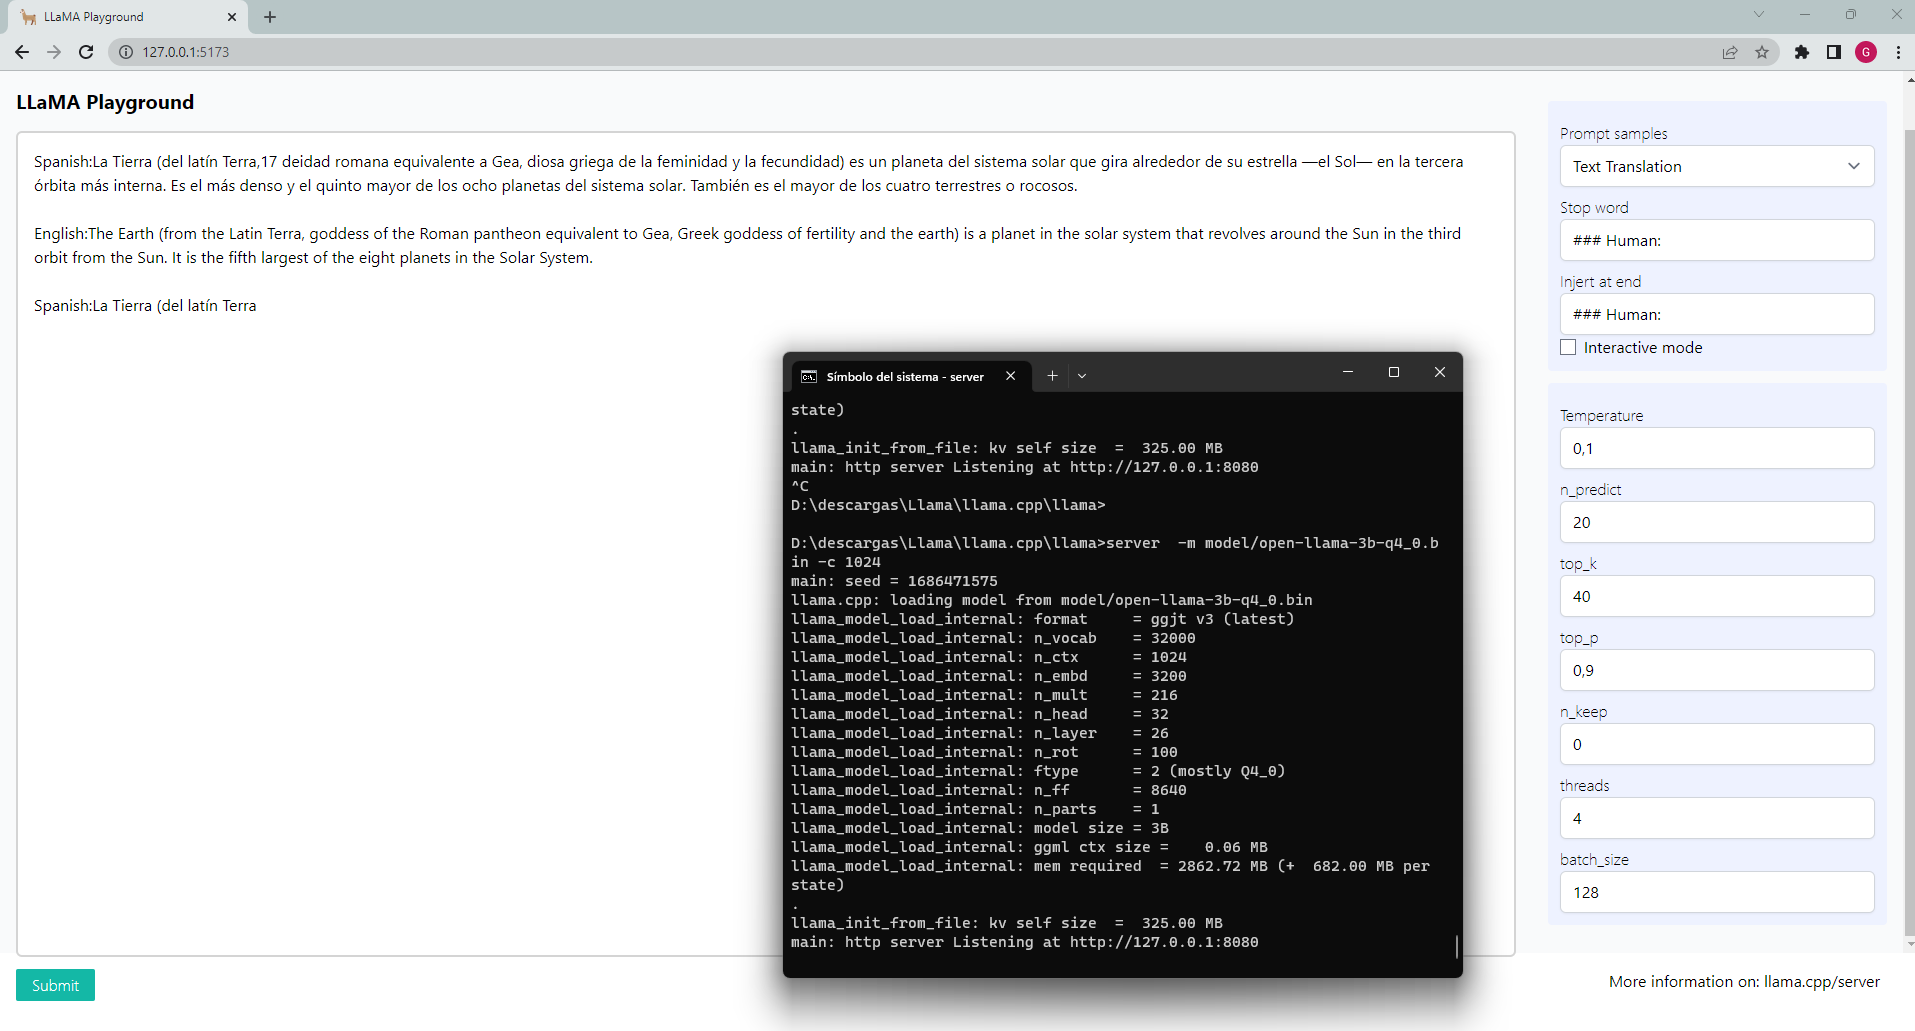 LLaMA Playground
127.0.0.1:5173
G
LLaMA Playground
Spanish:La Tierra (del latín Terra,17 deidad romana equivalente a Gea, diosa griega de la feminidad y la fecundidad) es un planeta del sistema solar que gira alrededor de su estrella —el Sol— en la tercera
órbita más interna. Es el más denso y el quinto mayor de los ocho planetas del sistema solar. También es el mayor de los cuatro terrestres o rocosos.
English:The Earth (from the Latin Terra, goddess of the Roman pantheon equivalent to Gea, Greek goddess of fertility and the earth) is a planet in the solar system that revolves around the Sun in the third
orbit from the Sun. It is the fifth largest of the eight planets in the Solar System.
Spanish:La Tierra (del latín Terra
Símbolo del sistema - server
state)
.
llama_init_from_file: kv self size  =  325.00 MB
main: http server Listening at http://127.0.0.1:8080
^C
D:\descargas\Llama\llama.cpp\llama>
D:\descargas\Llama\llama.cpp\llama>server  -m model/open-llama-3b-q4_0.b
in -c 1024
main: seed = 1686471575
llama.cpp: loading model from model/open-llama-3b-q4_0.bin
llama_model_load_internal: format     = ggjt v3 (latest)
llama_model_load_internal: n_vocab    = 32000
llama_model_load_internal: n_ctx      = 1024
llama_model_load_internal: n_embd     = 3200
llama_model_load_internal: n_mult     = 216
llama_model_load_internal: n_head     = 32
llama_model_load_internal: n_layer    = 26
llama_model_load_internal: n_rot      = 100
llama_model_load_internal: ftype      = 2 (mostly Q4_0)
llama_model_load_internal: n_ff       = 8640
llama_model_load_internal: n_parts    = 1
llama_model_load_internal: model size = 3B
llama_model_load_internal: ggml ctx size =    0.06 MB
llama_model_load_internal: mem required  = 2862.72 MB (+  682.00 MB per
state)
.
llama_init_from_file: kv self size  =  325.00 MB
main: http server Listening at http://127.0.0.1:8080
Prompt samples
Text Translation
Stop word
### Human:
Injert at end
### Human:
Interactive mode
Temperature
0,1
n_predict
20
top_k
40
top_p
0,9
n_keep
0
threads
4
batch_size
128
Submit
More information on: llama.cpp/server